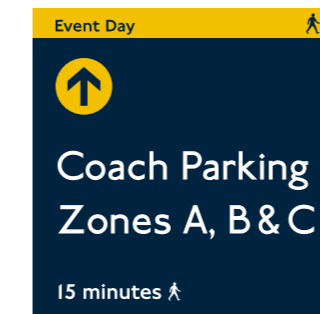 Event Day
Coach Parking
Zones A, B & C
15 minutes